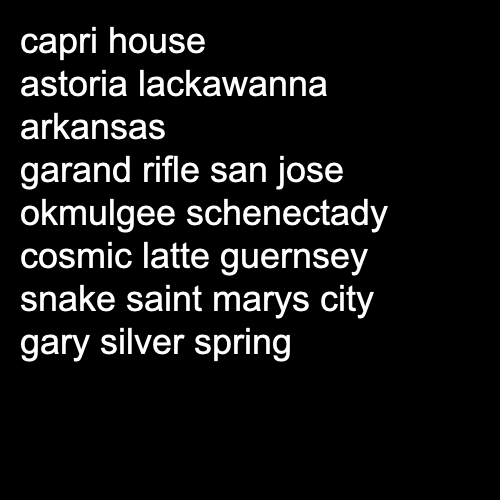 capri house
astoria lackawanna
arkansas
garand rifle san jose
okmulgee schenectady
cosmic latte guernsey
snake saint marys city
gary silver spring